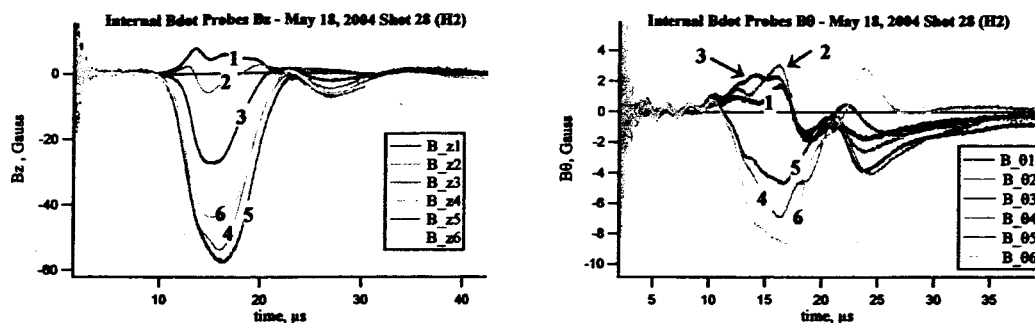 Internal Bdot Probes Bz - May 18, 2004 Shot 28 (H2)
Bz , Gauss
0
-20
-40
-60
1
2
3
6
4
5
B_z1
B_z2
B_z3
B_z4
B_z5
B_z6
10
20
30
40
time, μs
Internal Bdot Probes Bθ - May 18, 2004 Shot 28 (H2)
Bθ, Gauss
4
2
0
-2
-4
-6
-8
-10
3
2
1
5
4
6
B_θ1
B_θ2
B_θ3
B_θ4
B_θ5
B_θ6
5
10
15
20
25
30
35
time, μs